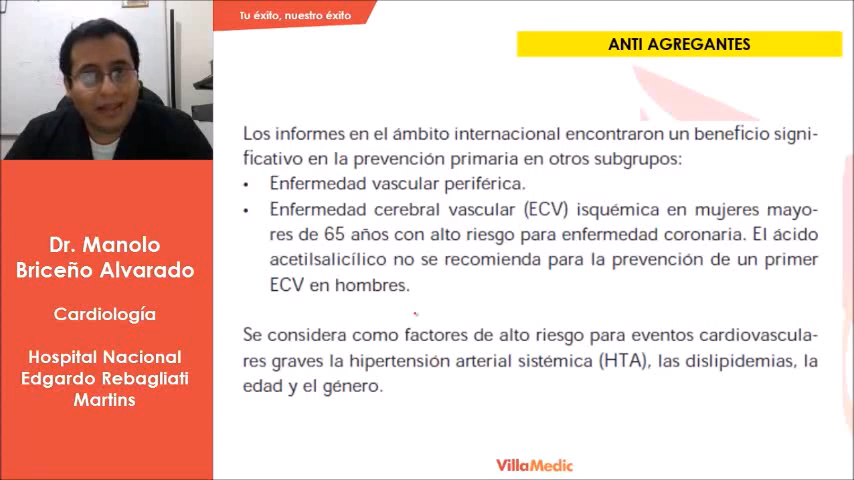 Tu éxito, nuestro éxito
ANTI AGREGANTES
Los informes en el ámbito internacional encontraron un beneficio signi-
ficativo en la prevención primaria en otros subgrupos:
• Enfermedad vascular periférica.
• Enfermedad cerebral vascular (ECV) isquémica en mujeres mayo-
res de 65 años con alto riesgo para enfermedad coronaria. El ácido
acetilsalicílico no se recomienda para la prevención de un primer
ECV en hombres.
Se considera como factores de alto riesgo para eventos cardiovascula-
res graves la hipertensión arterial sistémica (HTA), las dislipidemias, la
edad y el género.
Dr. Manolo
Briceño Alvarado
Cardiología
Hospital Nacional
Edgardo Rebagliati
Martins
VillaMedic